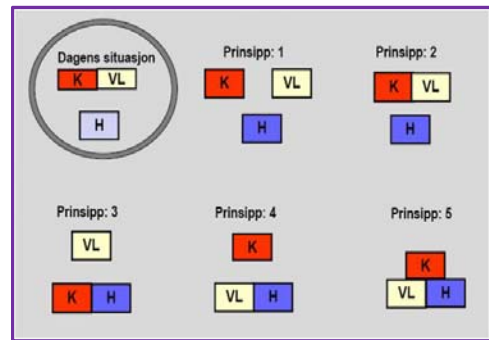 Dagens situasjon
K VL
H
Prinsipp: 1
K VL
H
Prinsipp: 2
K VL
H
Prinsipp: 3
VL
K H
Prinsipp: 4
K
VL H
Prinsipp: 5
K
VL H